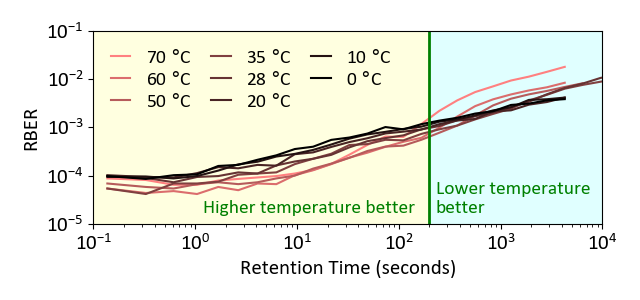 10⁻¹
10⁻²
10⁻³
10⁻⁴
10⁻⁵
RBER
70 °C 35 °C 10 °C
60 °C 28 °C 0 °C
50 °C 20 °C
Higher temperature better
Lower temperature
better
10⁻¹ 10⁰ 10¹ 10² 10³ 10⁴
Retention Time (seconds)